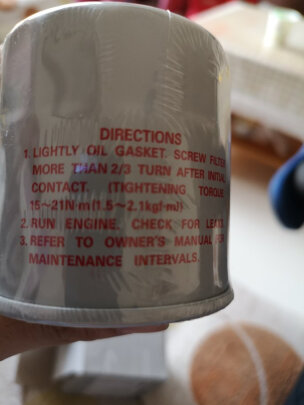 DIRECTIONS
1. LIGHTLY OIL GASKET. SCREW FILTER
MORE THAN 2/3 TURN AFTER INITIAL
CONTACT. (TIGHTENING TORQUE
15~21N·m(1.5~2.1kgf·m))
2. RUN ENGINE. CHECK FOR LEAKS.
3. REFER TO OWNER'S MANUAL FOR
MAINTENANCE INTERVALS.